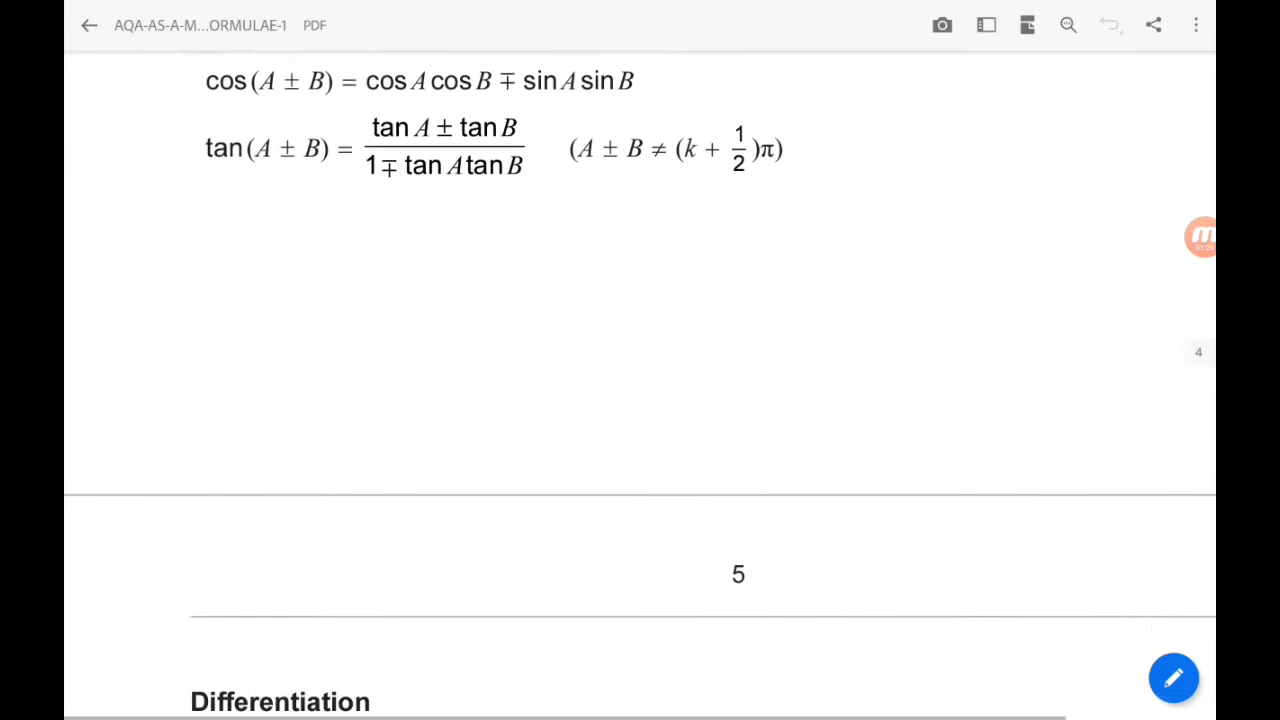 AQA-AS-A-M...ORMULAE-1 PDF
cos (A ± B) = cos A cos B ∓ sin A sin B
tan (A ± B) = (tan A ± tan B) / (1 ∓ tan A tan B) (A ± B ≠ (k + 1/2)π)
4
5
Differentiation